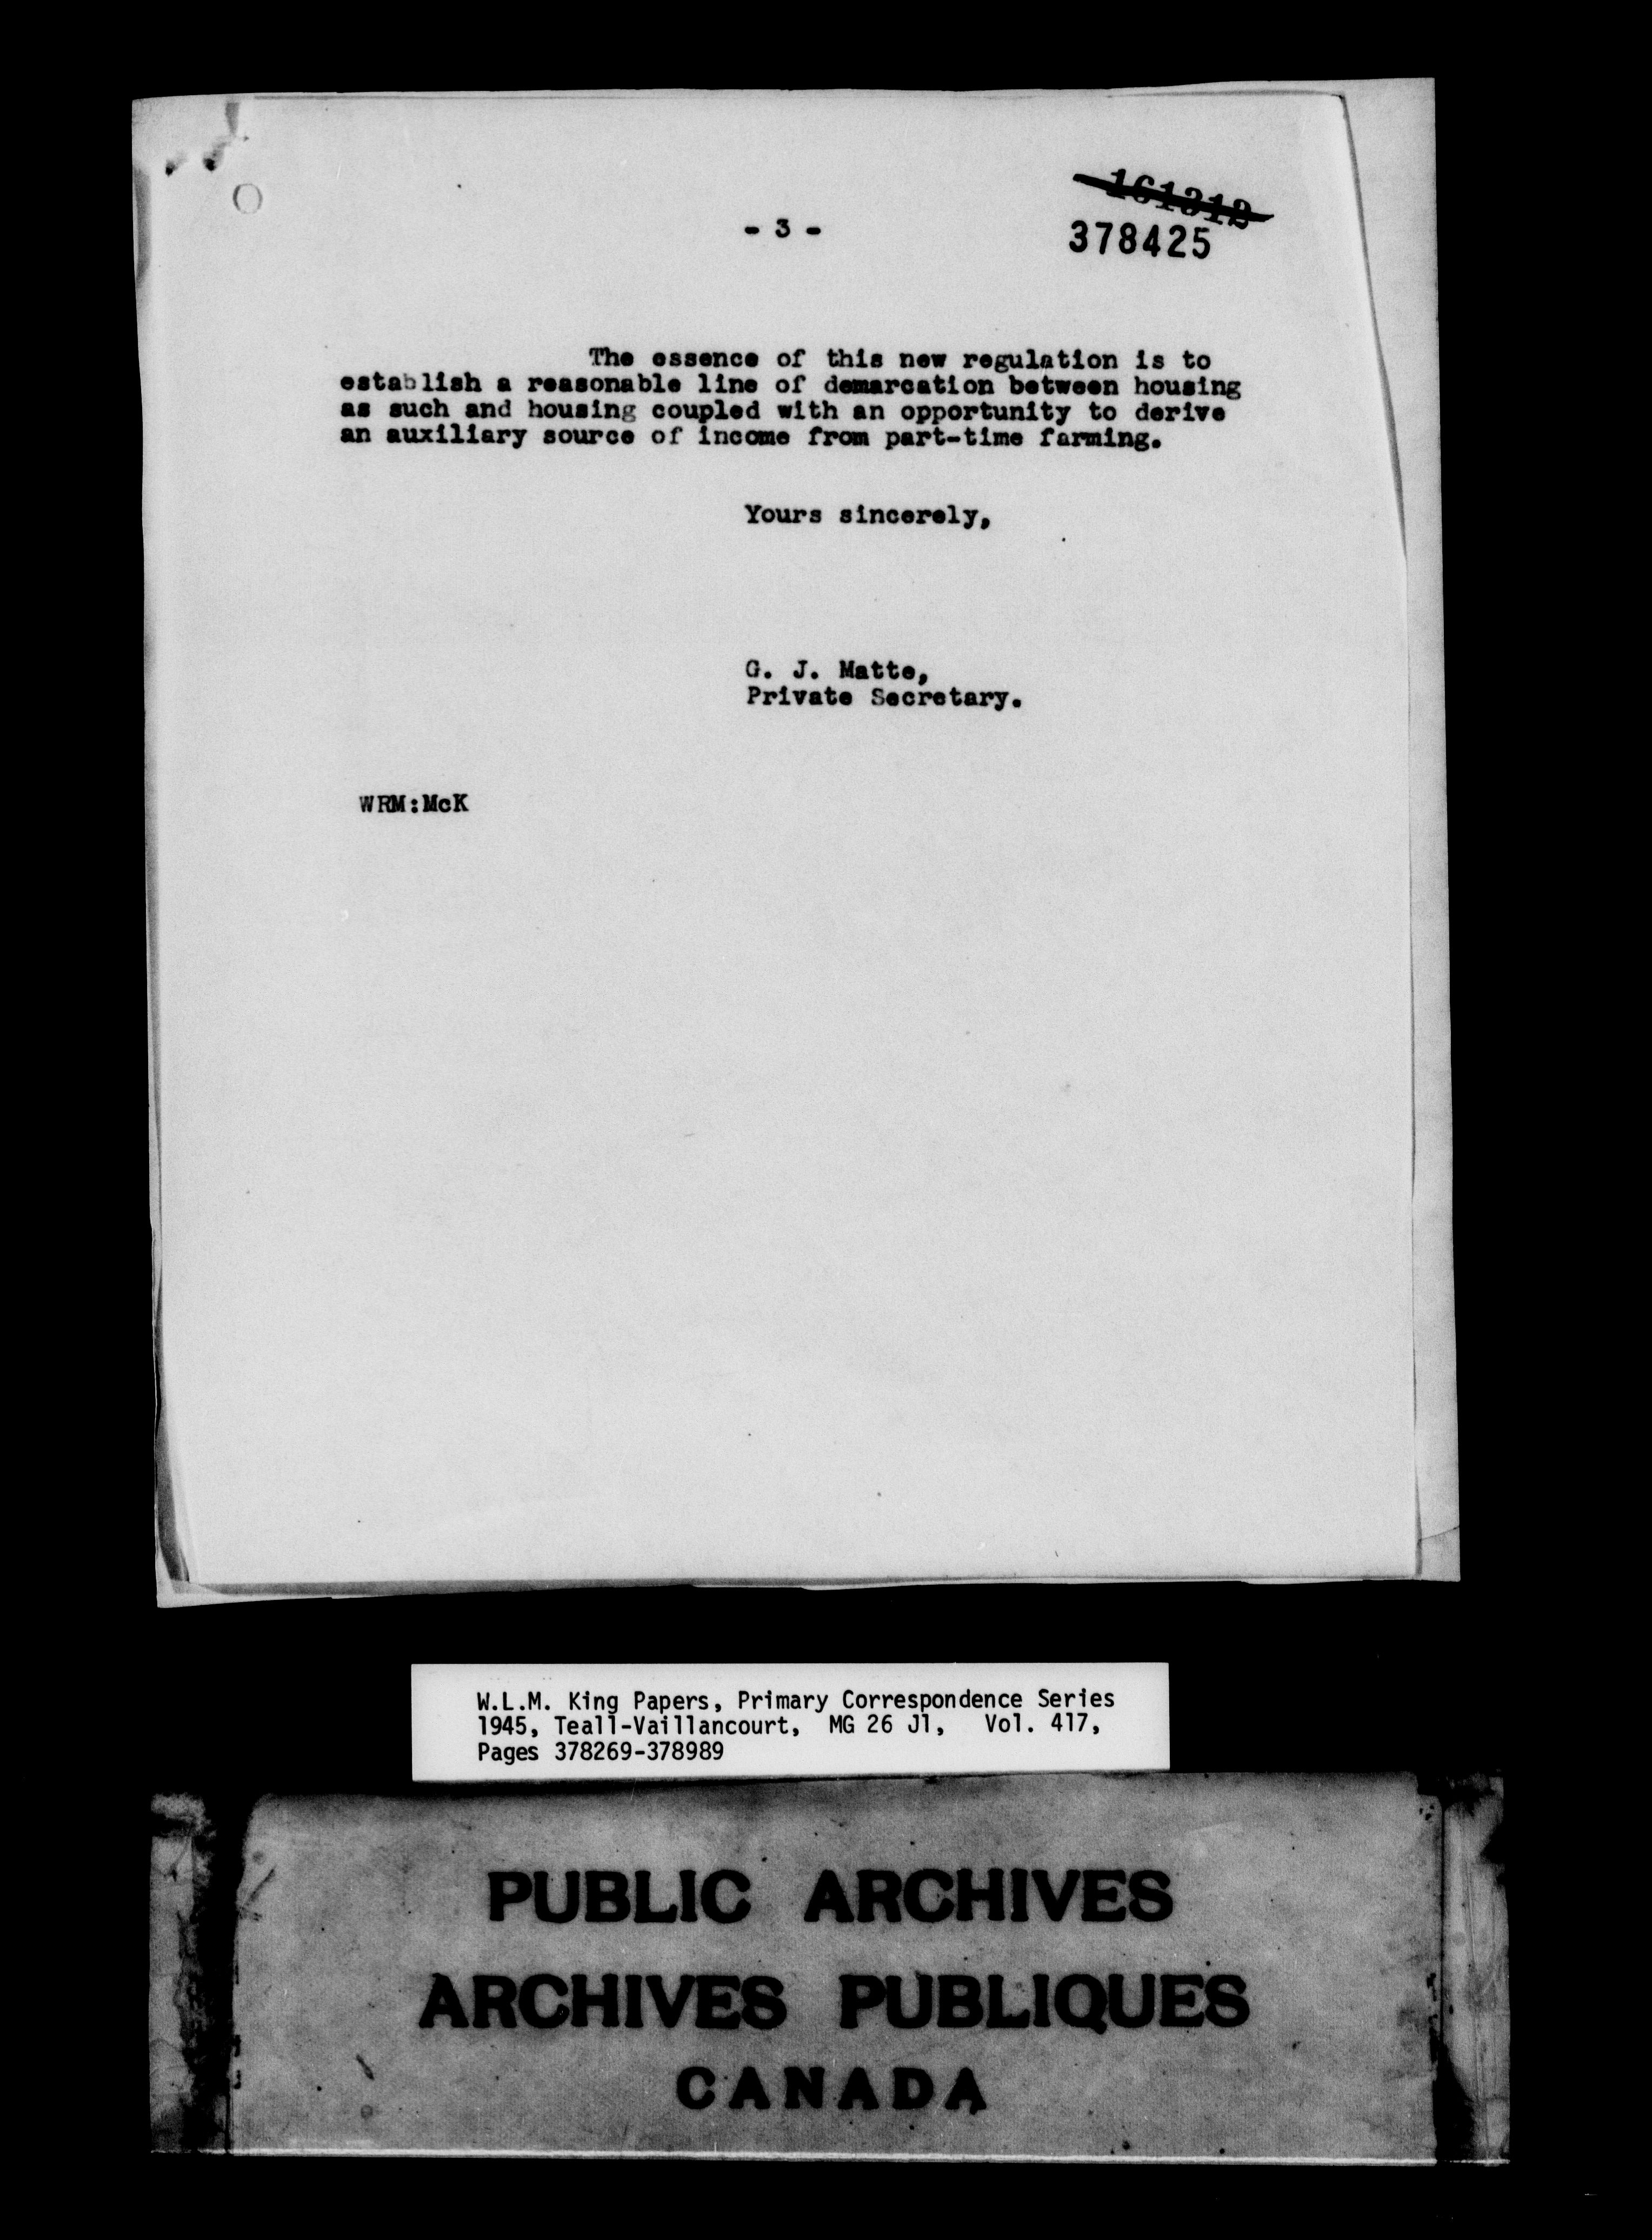 161312
- 3 -
378425
The essence of this new regulation is to
establish a reasonable line of demarcation between housing
as such and housing coupled with an opportunity to derive
an auxiliary source of income from part-time farming.
Yours sincerely,
G. J. Matte,
Private Secretary.
WRM:McK
W.L.M. King Papers, Primary Correspondence Series
1945, Teall-Vaillancourt, MG 26 J1, Vol. 417,
Pages 378269-378989
PUBLIC ARCHIVES
ARCHIVES PUBLIQUES
CANADA